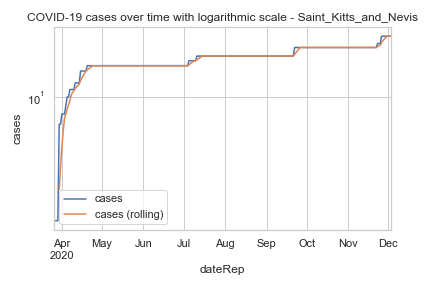 COVID-19 cases over time with logarithmic scale - Saint_Kitts_and_Nevis
cases
10¹
cases
cases (rolling)
Apr May Jun Jul Aug Sep Oct Nov Dec
2020
dateRep